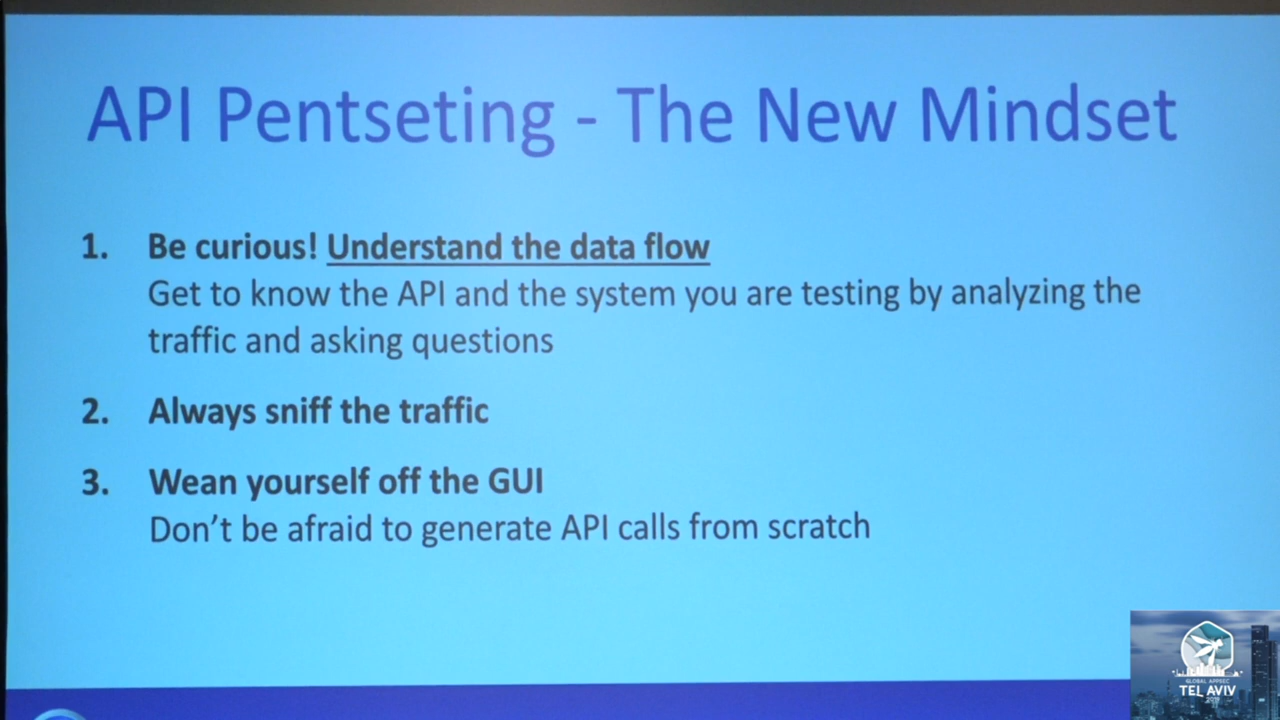 API Pentseting - The New Mindset
1. Be curious! Understand the data flow
Get to know the API and the system you are testing by analyzing the
traffic and asking questions
2. Always sniff the traffic
3. Wean yourself off the GUI
Don't be afraid to generate API calls from scratch
GLOBAL APPSEC
TEL AVIV